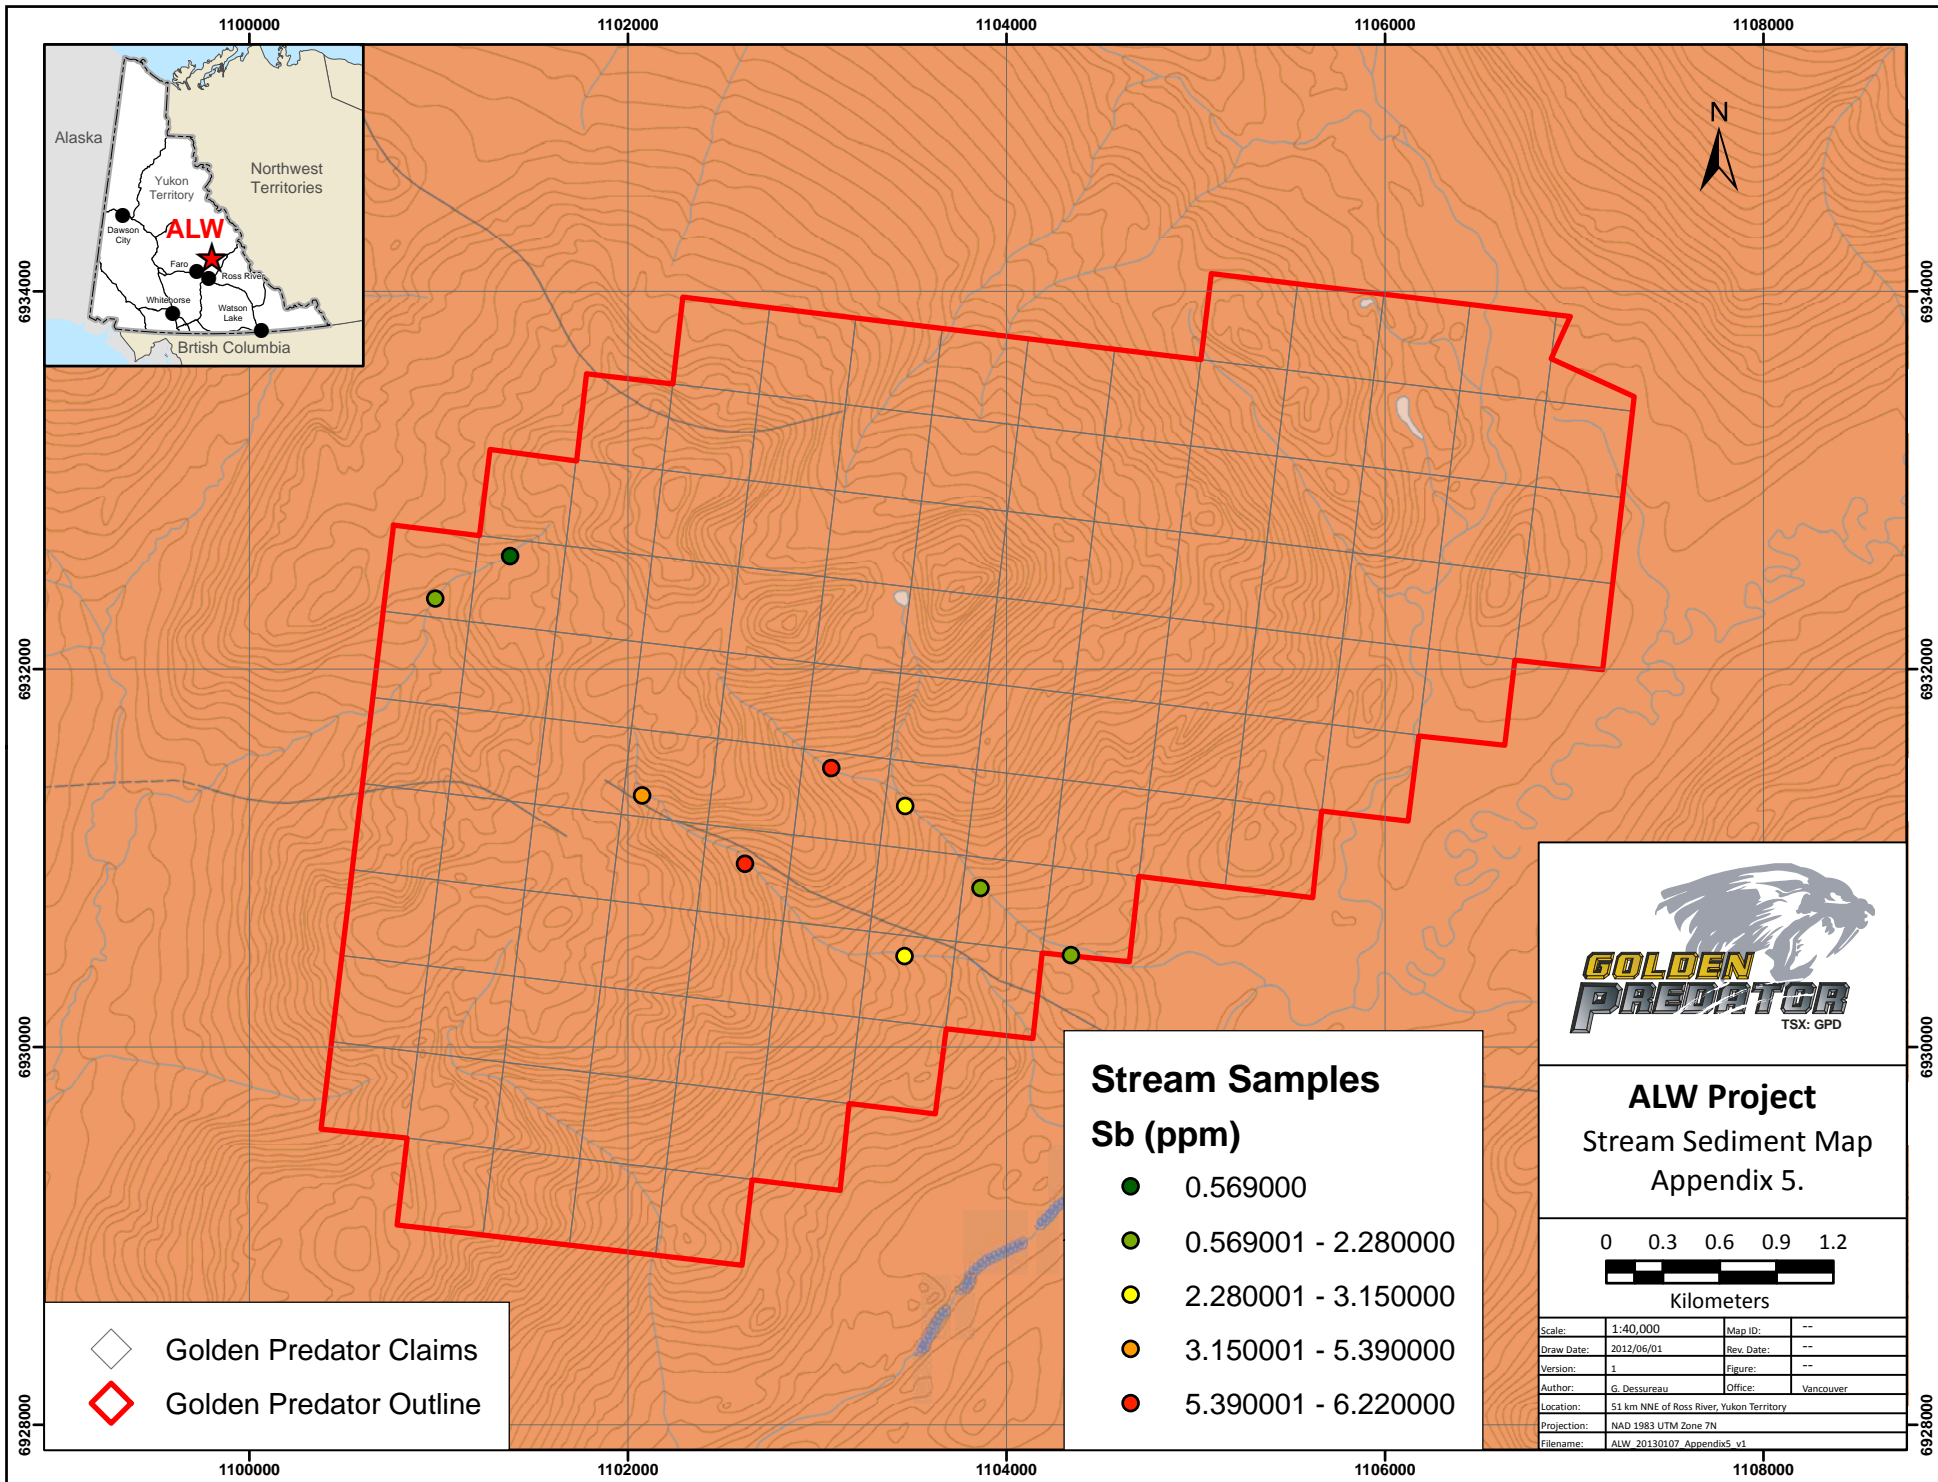 1100000
1102000
1104000
1106000
1108000
6934000
6932000
6930000
6928000
6934000
6932000
6930000
6928000
Alaska
Northwest
Territories
Yukon
Territory
ALW
Dawson
City
Faro
Ross River
Whitehorse
Watson
Lake
Brtish Columbia
N
Stream Samples
Sb (ppm)
0.569000
0.569001 - 2.280000
2.280001 - 3.150000
3.150001 - 5.390000
5.390001 - 6.220000
Golden Predator Claims
Golden Predator Outline
GOLDEN
PREDATOR
TSX: GPD
ALW Project
Stream Sediment Map
Appendix 5.
0 0.3 0.6 0.9 1.2
Kilometers
Scale: 1:40,000 Map ID: --
Draw Date: 2012/06/01 Rev. Date: --
Version: 1 Figure: --
Author: G. Dessureau Office: Vancouver
Location: 51 km NNE of Ross River, Yukon Territory
Projection: NAD 1983 UTM Zone 7N
Filename: ALW_20130107_Appendix5_v1
1100000
1102000
1104000
1106000
1108000